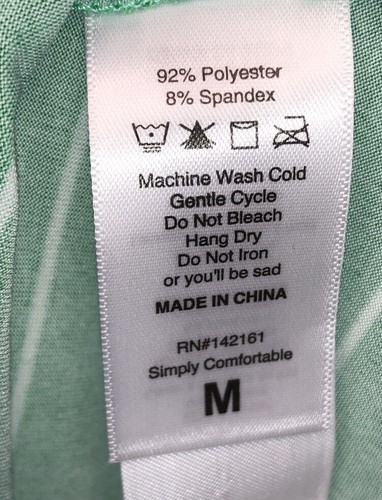 92% Polyester
8% Spandex
Machine Wash Cold
Gentle Cycle
Do Not Bleach
Hang Dry
Do Not Iron
or you'll be sad
MADE IN CHINA
RN#142161
Simply Comfortable
M